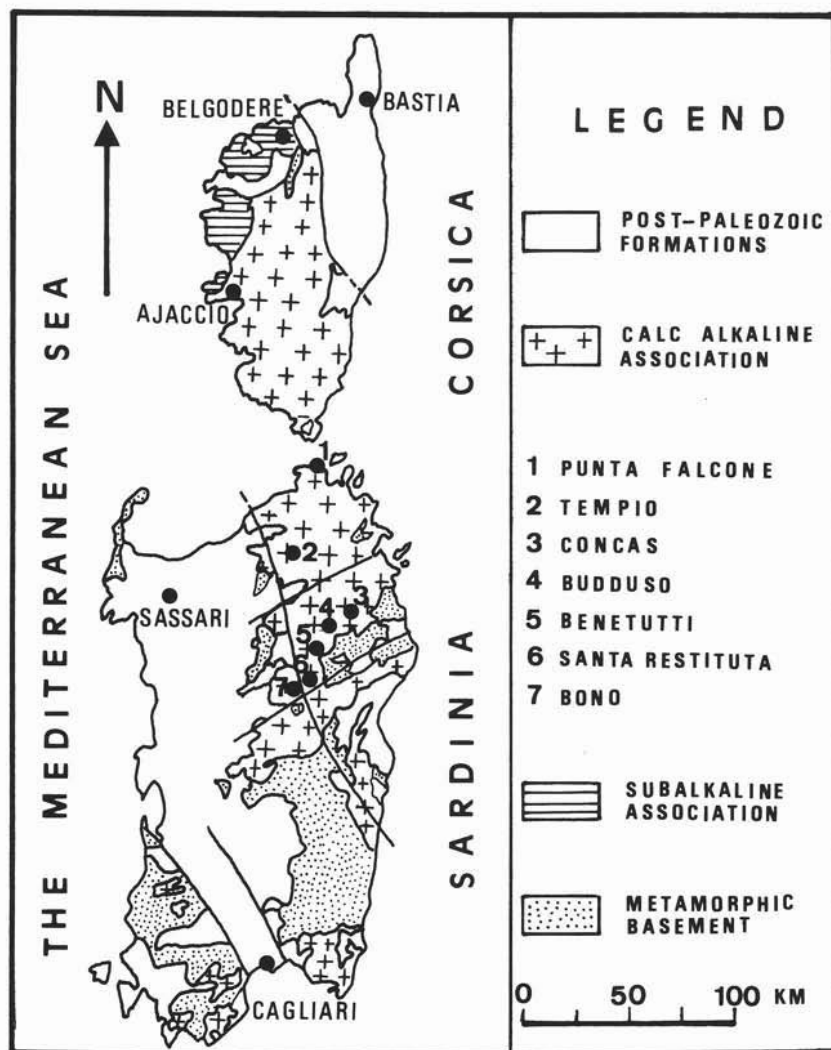 THE MEDITERRANEAN SEA
N
BELGODERE
BASTIA
AJACCIO
CORSICA
1
2
SASSARI
3
4
5
6
7
SARDINIA
CAGLIARI
LEGEND
POST-PALEOZOIC
FORMATIONS
CALC ALKALINE
ASSOCIATION
1 PUNTA FALCONE
2 TEMPIO
3 CONCAS
4 BUDDUSO
5 BENETUTTI
6 SANTA RESTITUTA
7 BONO
SUBALKALINE
ASSOCIATION
METAMORPHIC
BASEMENT
0 50 100 KM